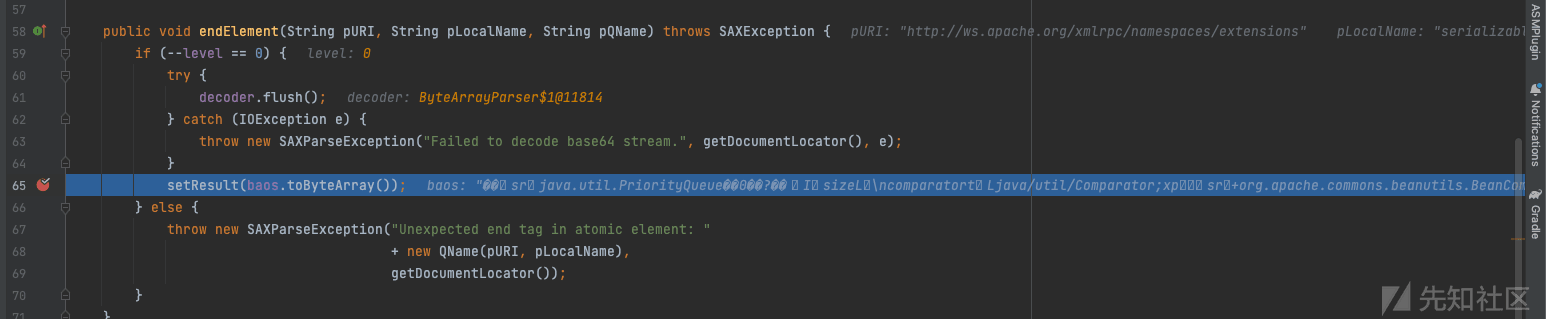 57
58 public void endElement(String pURI, String pLocalName, String pQName) throws SAXException { pURI: "http://ws.apache.org/xmlrpc/namespaces/extensions" pLocalName: "serializabl
59 if (--level == 0) { level: 0
60 try {
61 decoder.flush(); decoder: ByteArrayParser$1@11814
62 } catch (IOException e) {
63 throw new SAXParseException("Failed to decode base64 stream.", getDocumentLocator(), e);
64 }
65 setResult(baos.toByteArray()); baos: "��� sr� java.util.PriorityQueue��0��?�� � I� sizeL� \ncomparatort� Ljava/util/Comparator;xp��� sr� +org.apache.commons.beanutils.BeanCom
66 } else {
67 throw new SAXParseException("Unexpected end tag in atomic element: "
68 + new QName(pURI, pLocalName),
69 getDocumentLocator());
70 }
71 }
ASMPlugin
Notifications
Gradle
先知社区